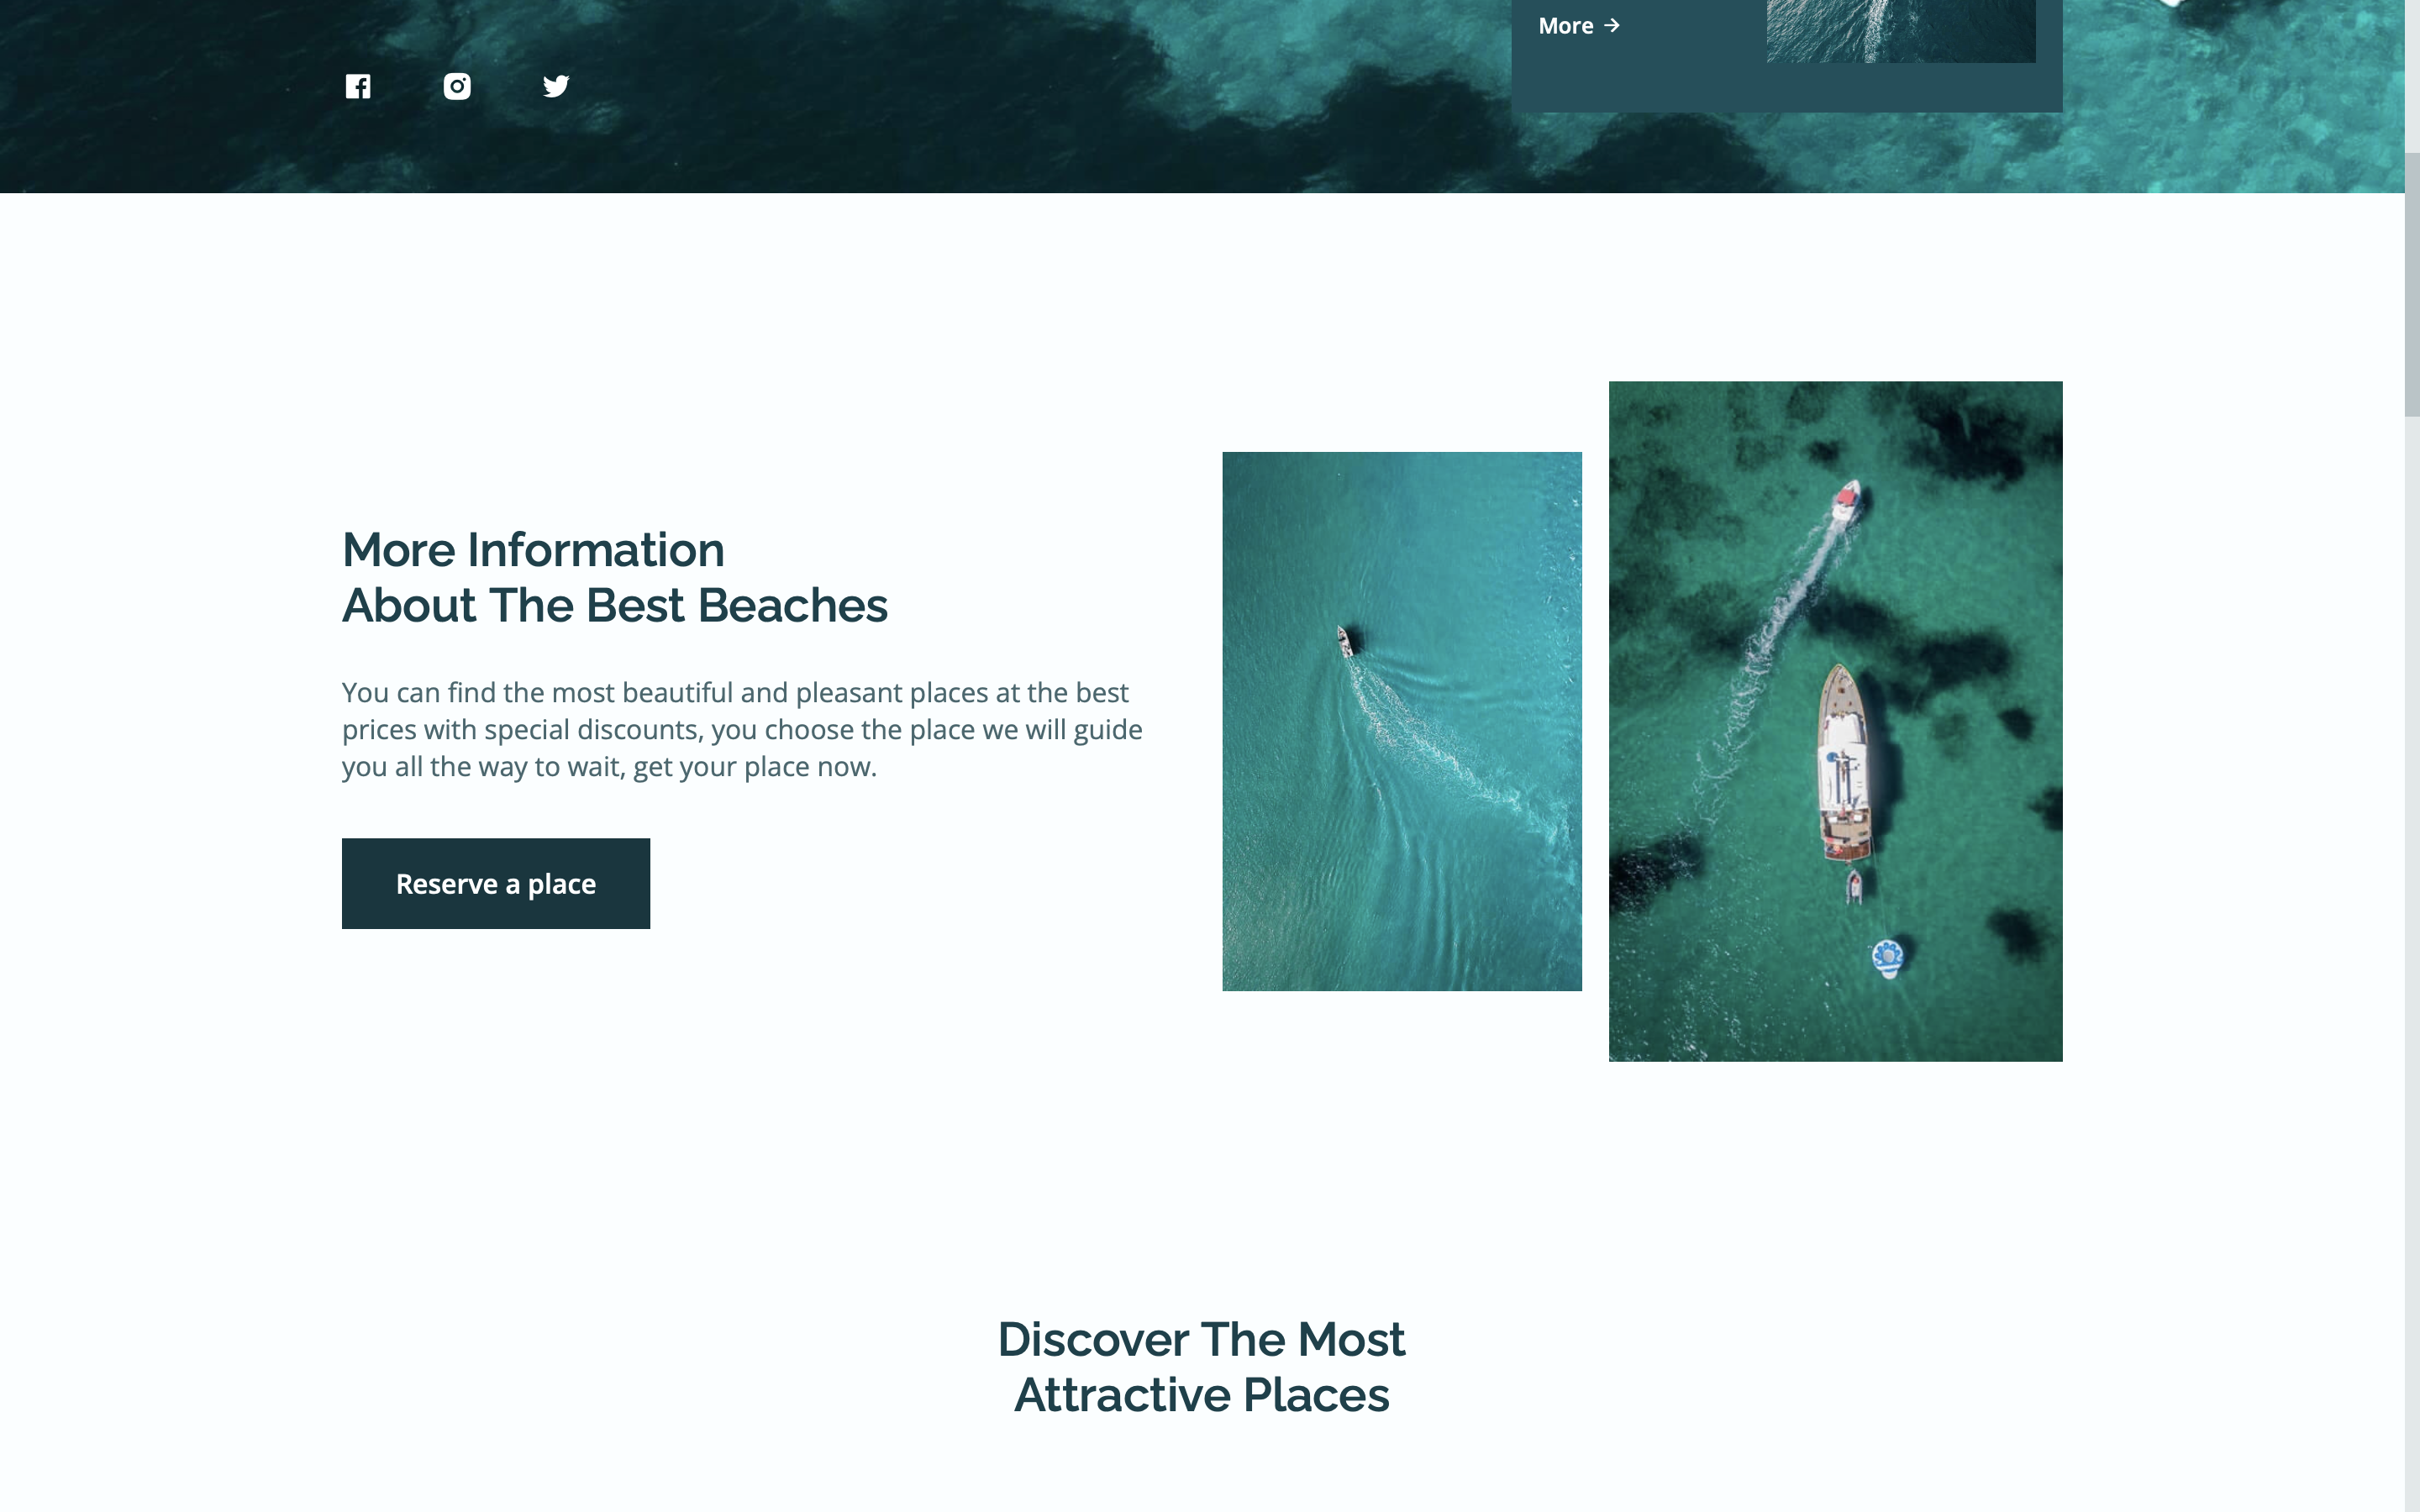 More →
More Information
About The Best Beaches
You can find the most beautiful and pleasant places at the best
prices with special discounts, you choose the place we will guide
you all the way to wait, get your place now.
Reserve a place
Discover The Most
Attractive Places